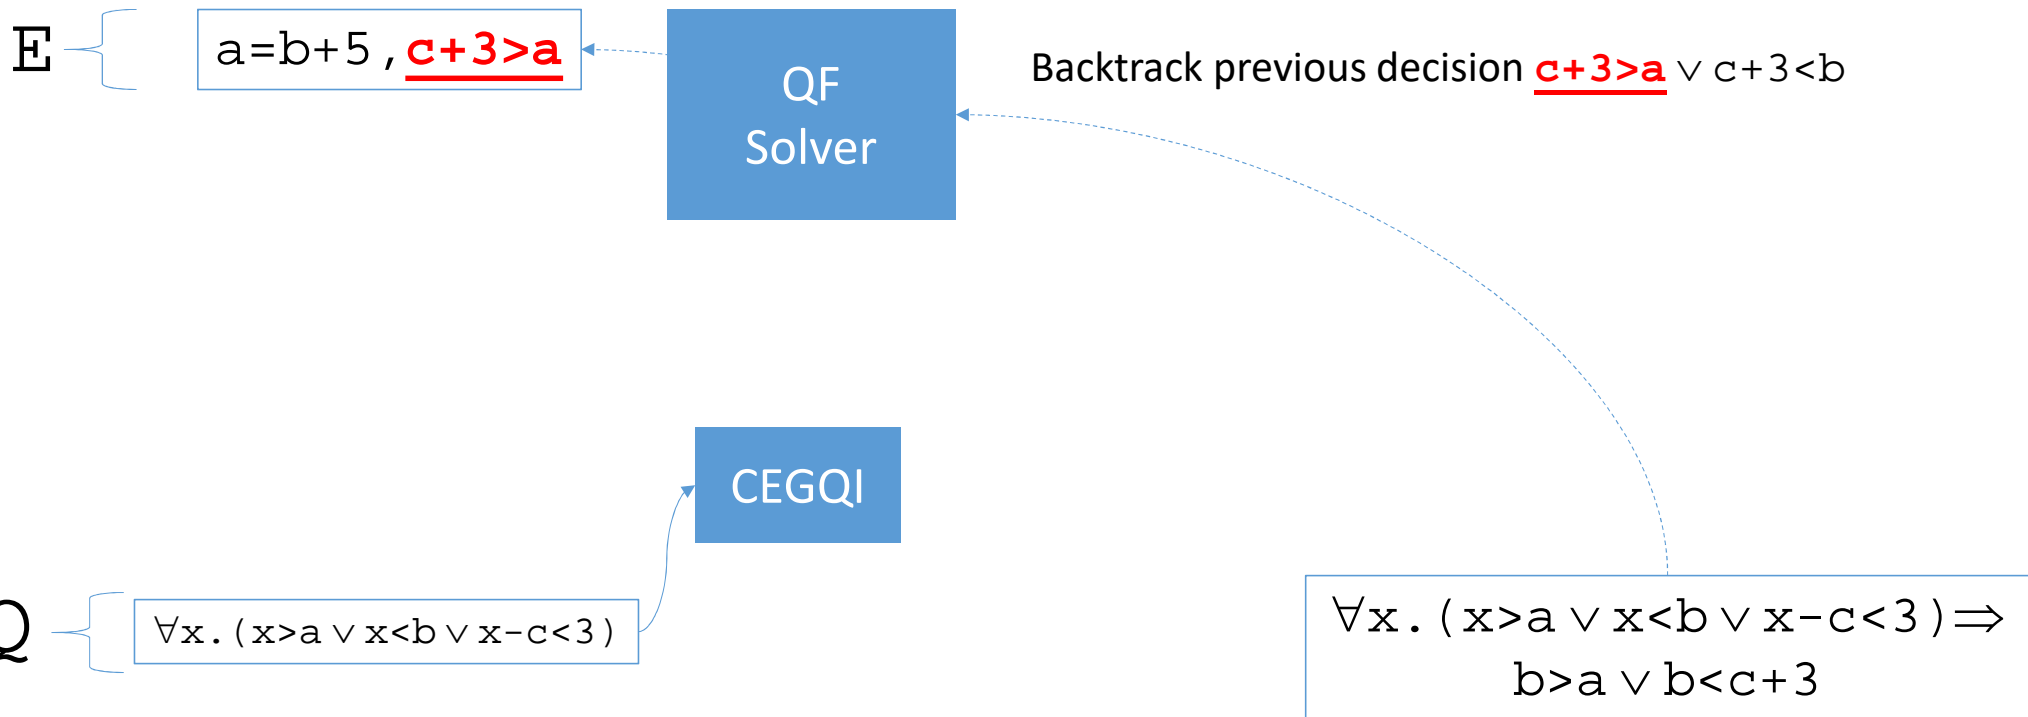 E
a=b+5,c+3>a
QF
Solver
Backtrack previous decision c+3>a ∨ c+3<b
CEGQI
Q
∀x.(x>a ∨ x<b ∨ x-c<3)
∀x.(x>a ∨ x<b ∨ x-c<3)⇒
b>a ∨ b<c+3